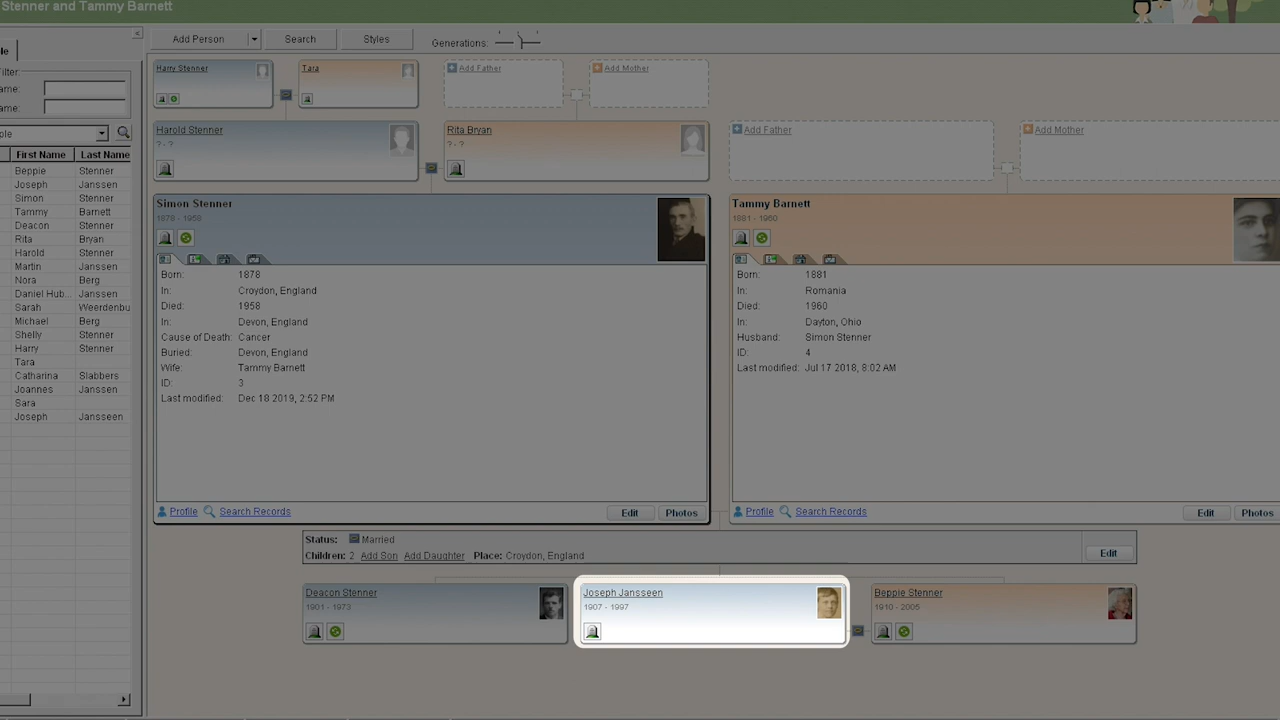 Stenner and Tammy Barnett
Add Person
Search
Styles
Generations:
Filter:
First Name Last Name
Beppie Stenner
Joseph Janssen
Simon Stenner
Tammy Barnett
Deacon Stenner
Rita Bryan
Harold Stenner
Martin Janssen
Nora Berg
Daniel Hub... Janssen
Sarah Weerdenbu
Michael Berg
Shelly Stenner
Harry Stenner
Tara
Catharina Slabbers
Joannes Janssen
Sara
Joseph Jansseen
Harry Stenner
Tara
Add Father
Add Mother
Harold Stenner
? - ?
Rita Bryan
? - ?
Add Father
Add Mother
Simon Stenner
1878 - 1958
Born: 1878
In: Croydon, England
Died: 1958
In: Devon, England
Cause of Death: Cancer
Buried: Devon, England
Wife: Tammy Barnett
ID: 3
Last modified: Dec 18 2019, 2:52 PM
Profile Search Records Edit Photos
Tammy Barnett
1881 - 1960
Born: 1881
In: Romania
Died: 1960
In: Dayton, Ohio
Husband: Simon Stenner
ID: 4
Last modified: Jul 17 2018, 8:02 AM
Profile Search Records Edit Photos
Status: Married
Children: 2 Add Son Add Daughter Place: Croydon, England
Edit
Deacon Stenner
1901 - 1973
Joseph Jansseen
1907 - 1997
Beppie Stenner
1910 - 2005